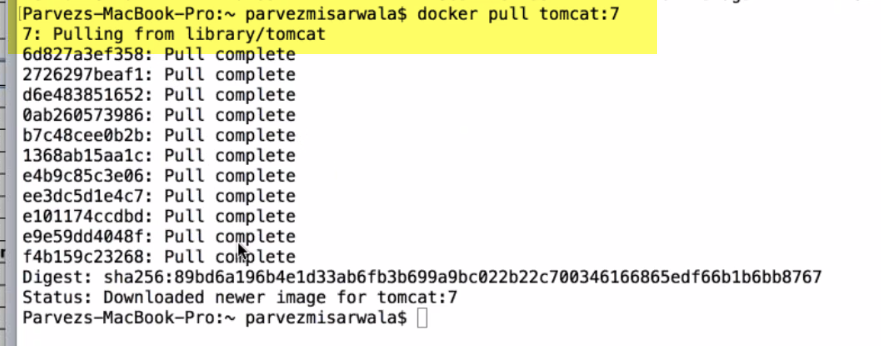 Parvezs-MacBook-Pro:~ parvezmisarwala$ docker pull tomcat:7
7: Pulling from library/tomcat
6d827a3ef358: Pull complete
2726297beaf1: Pull complete
d6e483851652: Pull complete
0ab260573986: Pull complete
b7c48cee0b2b: Pull complete
1368ab15aa1c: Pull complete
e4b9c85c3e06: Pull complete
ee3dc5d1e4c7: Pull complete
e101174ccdbd: Pull complete
e9e59dd4048f: Pull complete
f4b159c23268: Pull complete
Digest: sha256:89bd6a196b4e1d33ab6fb3b699a9bc022b22c700346166865edf66b1b6bb8767
Status: Downloaded newer image for tomcat:7
Parvezs-MacBook-Pro:~ parvezmisarwala$